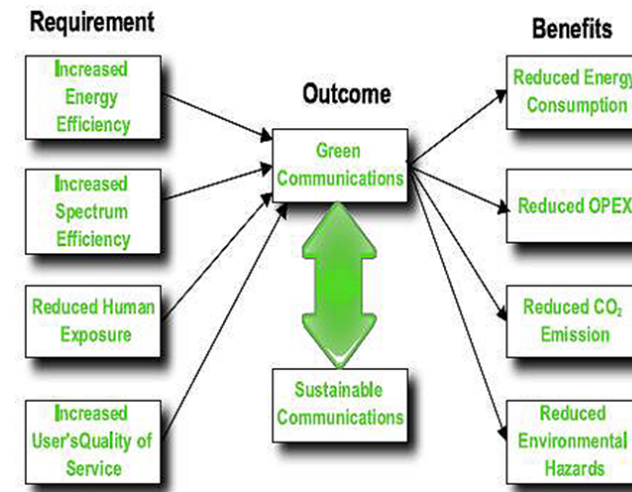 Requirement
Increased
Energy
Efficiency
Increased
Spectrum
Efficiency
Reduced Human
Exposure
Increased
User'sQuality of
Service
Outcome
Green
Communications
Sustainable
Communications
Benefits
Reduced Energy
Consumption
Reduced OPEX
Reduced CO₂
Emission
Reduced
Environmental
Hazards